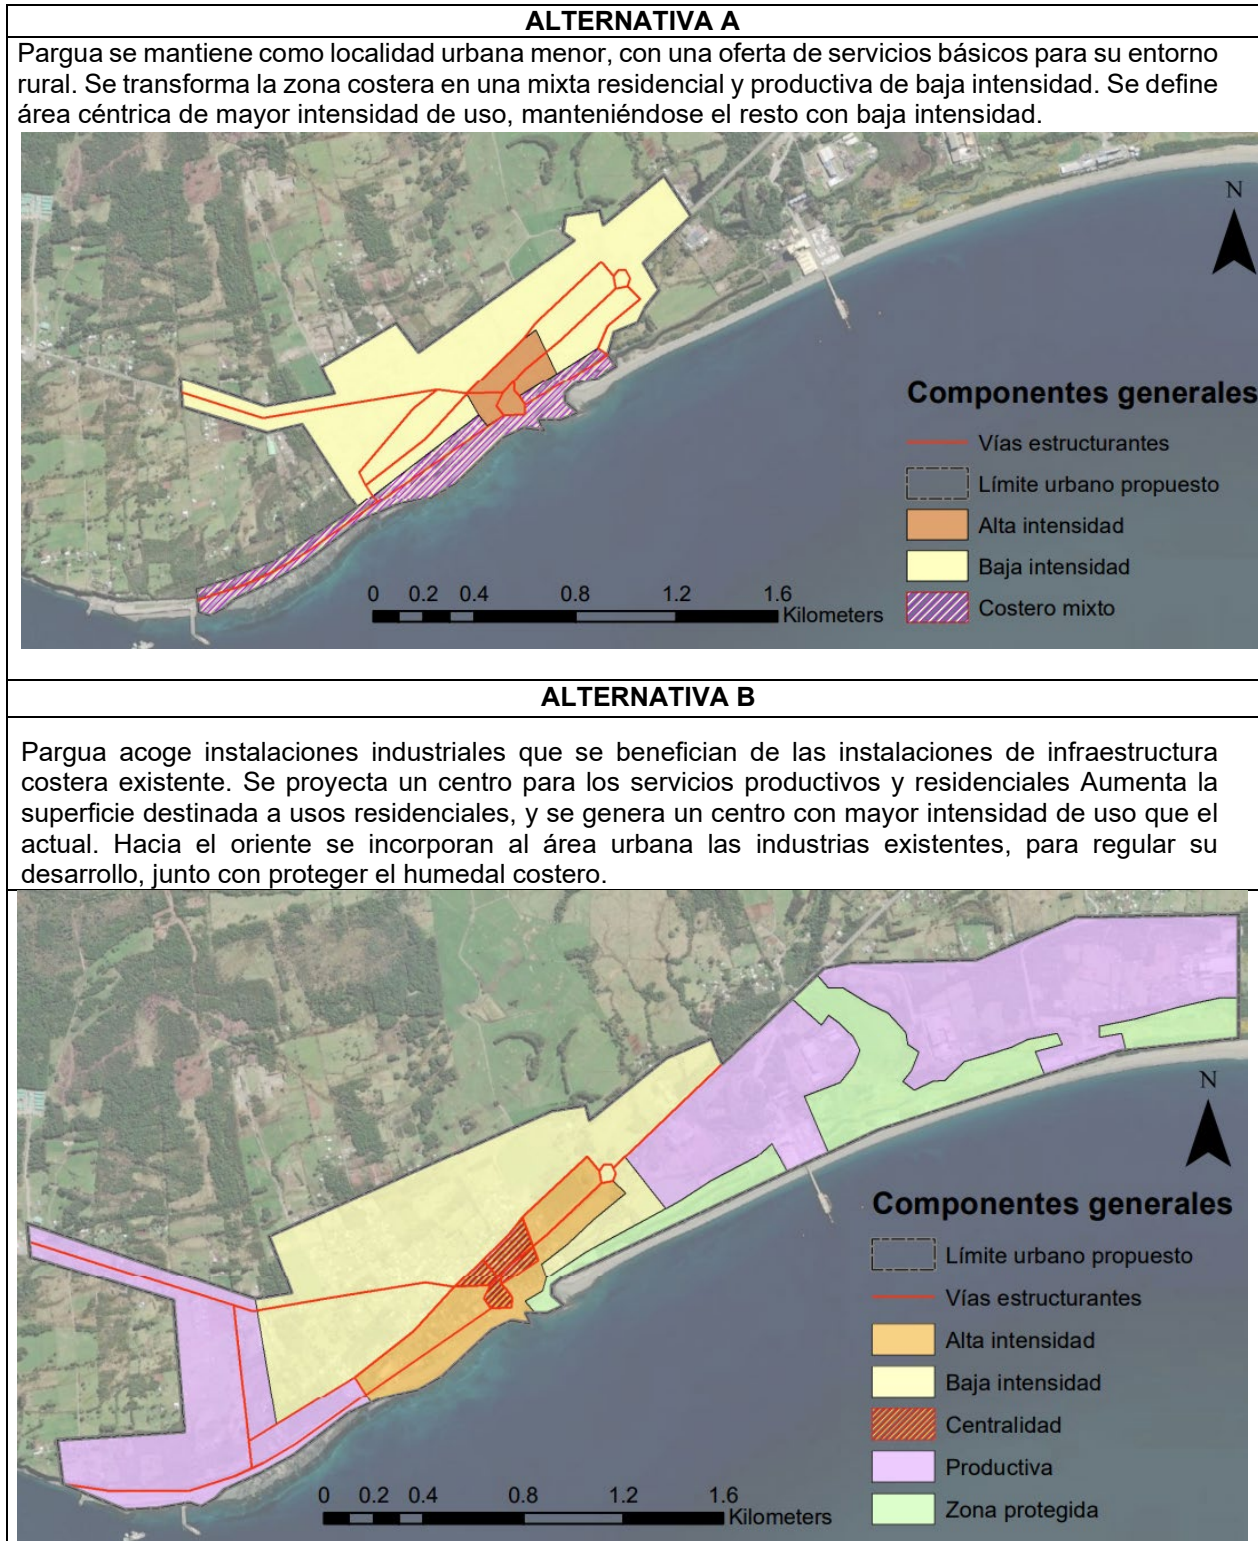 ALTERNATIVA A
Pargua se mantiene como localidad urbana menor, con una oferta de servicios básicos para su entorno
rural. Se transforma la zona costera en una mixta residencial y productiva de baja intensidad. Se define
área céntrica de mayor intensidad de uso, manteniéndose el resto con baja intensidad.
N
Componentes generales
Vías estructurantes
Límite urbano propuesto
Alta intensidad
Baja intensidad
Costero mixto
0 0.2 0.4 0.8 1.2 1.6
Kilometers
ALTERNATIVA B
Pargua acoge instalaciones industriales que se benefician de las instalaciones de infraestructura
costera existente. Se proyecta un centro para los servicios productivos y residenciales Aumenta la
superficie destinada a usos residenciales, y se genera un centro con mayor intensidad de uso que el
actual. Hacia el oriente se incorporan al área urbana las industrias existentes, para regular su
desarrollo, junto con proteger el humedal costero.
N
Componentes generales
Límite urbano propuesto
Vías estructurantes
Alta intensidad
Baja intensidad
Centralidad
Productiva
Zona protegida
0 0.2 0.4 0.8 1.2 1.6
Kilometers